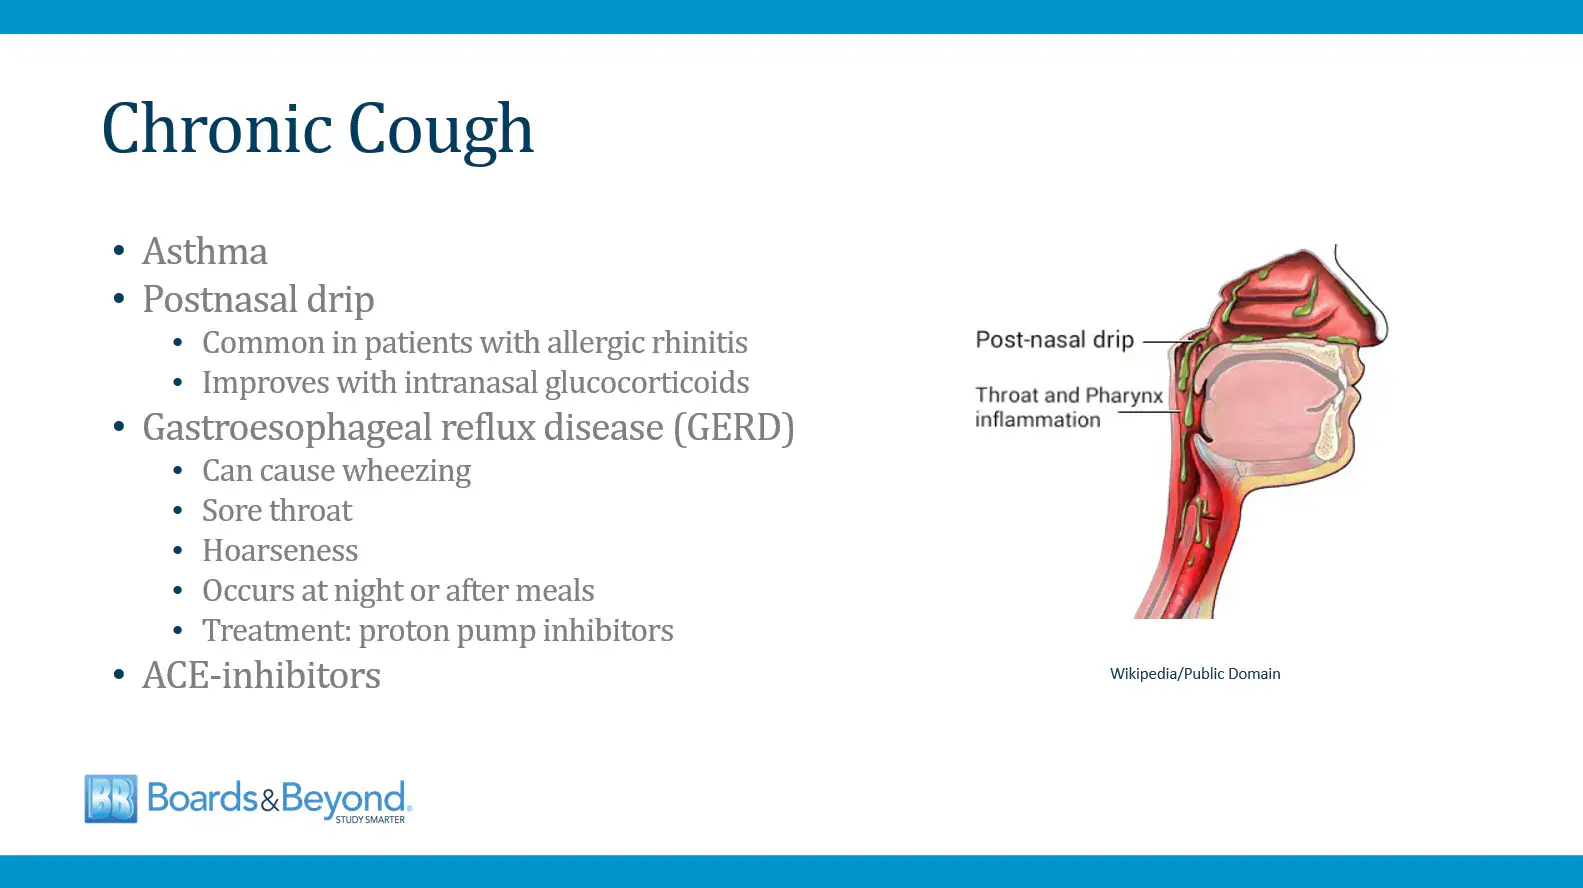 Chronic Cough
• Asthma
• Postnasal drip
• Common in patients with allergic rhinitis
• Improves with intranasal glucocorticoids
• Gastroesophageal reflux disease (GERD)
• Can cause wheezing
• Sore throat
• Hoarseness
• Occurs at night or after meals
• Treatment: proton pump inhibitors
• ACE-inhibitors
Post-nasal drip
Throat and Pharynx
inflammation
Wikipedia/Public Domain
BB Boards&Beyond®
STUDY SMARTER